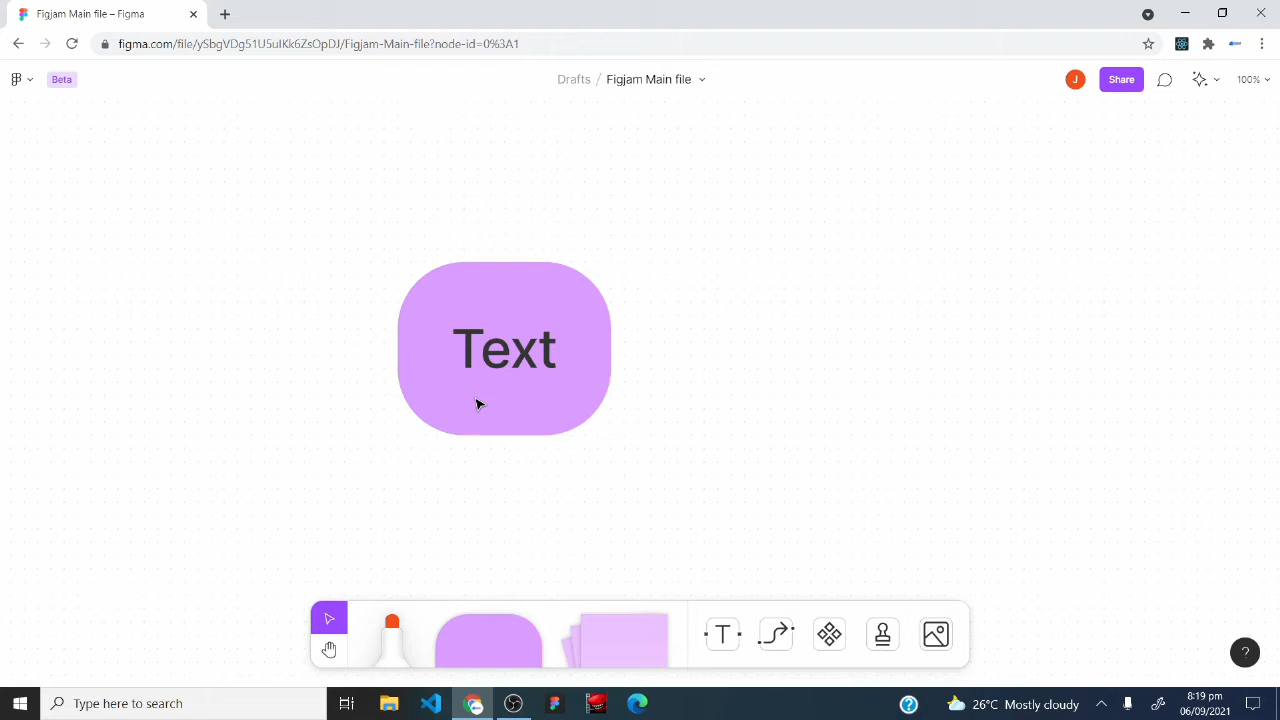 Figjam Main file – Figma
figma.com/file/ySbgVDg51U5uIKk6ZsOpDJ/Figjam-Main-file?node-id=0%3A1
Beta
Drafts / Figjam Main file
J
Share
100%
Text
T
?
Type here to search
?
26°C Mostly cloudy
8:19 pm
06/09/2021